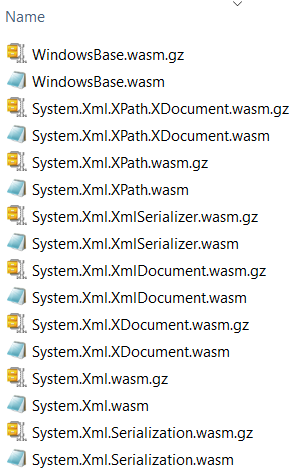 Name
WindowsBase.wasm.gz
WindowsBase.wasm
System.Xml.XPath.XDocument.wasm.gz
System.Xml.XPath.XDocument.wasm
System.Xml.XPath.wasm.gz
System.Xml.XPath.wasm
System.Xml.XmlSerializer.wasm.gz
System.Xml.XmlSerializer.wasm
System.Xml.XmlDocument.wasm.gz
System.Xml.XmlDocument.wasm
System.Xml.XDocument.wasm.gz
System.Xml.XDocument.wasm
System.Xml.wasm.gz
System.Xml.wasm
System.Xml.Serialization.wasm.gz
System.Xml.Serialization.wasm